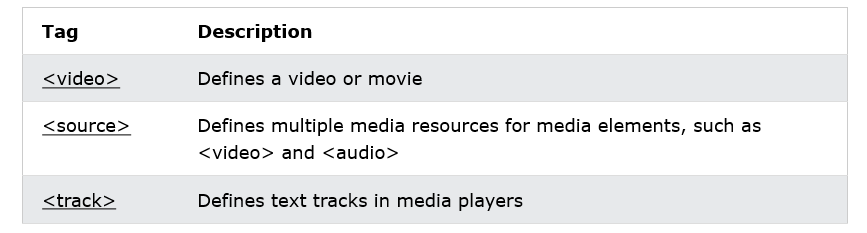 Tag Description
<video> Defines a video or movie
<source> Defines multiple media resources for media elements, such as
<video> and <audio>
<track> Defines text tracks in media players